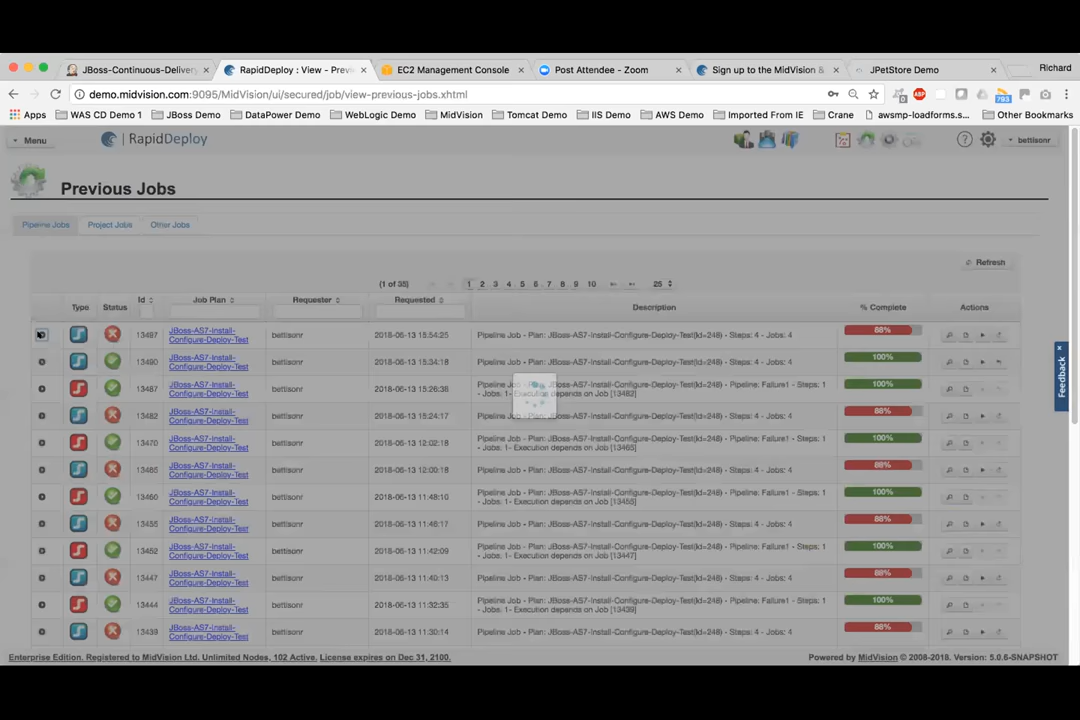 JBoss-Continuous-Delivery
RapidDeploy : View - Previ
EC2 Management Console
Post Attendee - Zoom
Sign up to the MidVision &
JPetStore Demo
Richard
demo.midvision.com:9095/MidVision/ui/secured/job/view-previous-jobs.xhtml
Apps
WAS CD Demo 1
JBoss Demo
DataPower Demo
WebLogic Demo
MidVision
Tomcat Demo
IIS Demo
AWS Demo
Imported From IE
Crane
awsmp-loadforms.s...
Other Bookmarks
Menu
RapidDeploy
bettisonr
Previous Jobs
Pipeline Jobs
Project Jobs
Other Jobs
Refresh
(1 of 35) 1 2 3 4 5 6 7 8 9 10 25
Type Status Id Job Plan Requester Requested Description % Complete Actions
JBoss-AS7-Install-
13497 bettisonr 2018-06-13 15:54:25 Pipeline Job - Plan: JBoss-AS7-Install-Configure-Deploy-Test(Id=248) - Steps: 4 - Jobs: 4 88%
Configure-Deploy-Test
JBoss-AS7-Install-
13490 bettisonr 2018-06-13 15:34:18 Pipeline Job - Plan: JBoss-AS7-Install-Configure-Deploy-Test(Id=248) - Steps: 4 - Jobs: 4 100%
Configure-Deploy-Test
JBoss-AS7-Install- Pipeline Job - Plan: JBoss-AS7-Install-Configure-Deploy-Test(Id=248) - Pipeline: Failure1 - Steps: 1
13487 bettisonr 2018-06-13 15:26:36 100%
Configure-Deploy-Test - Jobs: 1- Execution depends on Job [13482]
JBoss-AS7-Install-
13482 bettisonr 2018-06-13 15:24:17 Pipeline Job - Plan: JBoss-AS7-Install-Configure-Deploy-Test(Id=248) - Steps: 4 - Jobs: 4 88%
Configure-Deploy-Test
JBoss-AS7-Install- Pipeline Job - Plan: JBoss-AS7-Install-Configure-Deploy-Test(Id=248) - Pipeline: Failure1 - Steps: 1
13470 bettisonr 2018-06-13 12:02:18 100%
Configure-Deploy-Test - Jobs: 1- Execution depends on Job [13465]
JBoss-AS7-Install-
13465 bettisonr 2018-06-13 12:00:18 Pipeline Job - Plan: JBoss-AS7-Install-Configure-Deploy-Test(Id=248) - Steps: 4 - Jobs: 4 88%
Configure-Deploy-Test
JBoss-AS7-Install- Pipeline Job - Plan: JBoss-AS7-Install-Configure-Deploy-Test(Id=248) - Pipeline: Failure1 - Steps: 1
13460 bettisonr 2018-06-13 11:48:10 100%
Configure-Deploy-Test - Jobs: 1- Execution depends on Job [13455]
JBoss-AS7-Install-
13455 bettisonr 2018-06-13 11:46:17 Pipeline Job - Plan: JBoss-AS7-Install-Configure-Deploy-Test(Id=248) - Steps: 4 - Jobs: 4 88%
Configure-Deploy-Test
JBoss-AS7-Install- Pipeline Job - Plan: JBoss-AS7-Install-Configure-Deploy-Test(Id=248) - Pipeline: Failure1 - Steps: 1
13452 bettisonr 2018-06-13 11:42:09 100%
Configure-Deploy-Test - Jobs: 1- Execution depends on Job [13447]
JBoss-AS7-Install-
13447 bettisonr 2018-06-13 11:40:13 Pipeline Job - Plan: JBoss-AS7-Install-Configure-Deploy-Test(Id=248) - Steps: 4 - Jobs: 4 88%
Configure-Deploy-Test
JBoss-AS7-Install- Pipeline Job - Plan: JBoss-AS7-Install-Configure-Deploy-Test(Id=248) - Pipeline: Failure1 - Steps: 1
13444 bettisonr 2018-06-13 11:32:35 100%
Configure-Deploy-Test - Jobs: 1- Execution depends on Job [13439]
JBoss-AS7-Install-
13439 bettisonr 2018-06-13 11:30:14 Pipeline Job - Plan: JBoss-AS7-Install-Configure-Deploy-Test(Id=248) - Steps: 4 - Jobs: 4 88%
Configure-Deploy-Test
Feedback
Enterprise Edition. Registered to MidVision Ltd. Unlimited Nodes, 102 Active. License expires on Dec 31, 2100.
Powered by MidVision © 2008-2018. Version: 5.0.6-SNAPSHOT